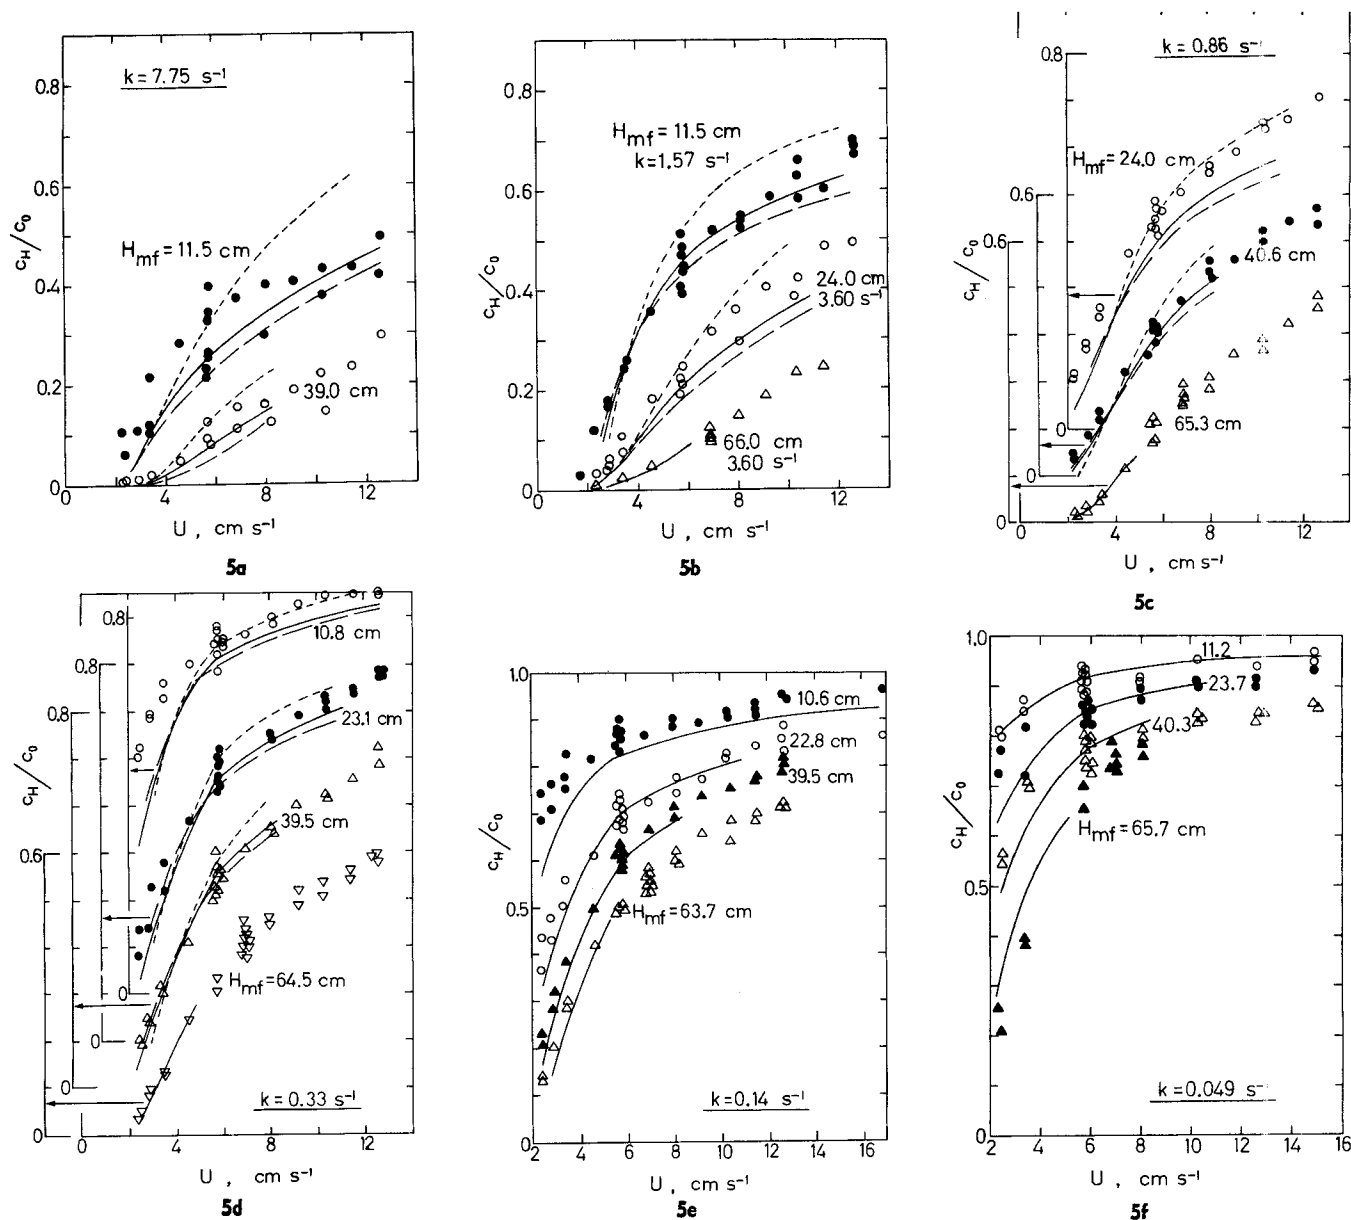 k = 7.75 s⁻¹
0.8
0.6
0.4
0.2
0
c_H/c_0
H_mf = 11.5 cm
39.0 cm
0 4 8 12
U , cm s⁻¹
5a
0.8
0.6
0.4
0.2
0
c_H/c_0
H_mf = 11.5 cm
k = 1.57 s⁻¹
24.0 cm
3.60 s⁻¹
66.0 cm
3.60 s⁻¹
0 4 8 12
U , cm s⁻¹
5b
k = 0.86 s⁻¹
0.8
0.6
0.6
0
0
0
c_H/c_0
H_mf = 24.0 cm
40.6 cm
65.3 cm
0 4 8 12
U , cm s⁻¹
5c
0.8
0.8
0.8
0.6
0
0
0
0
c_H/c_0
10.8 cm
23.1 cm
39.5 cm
H_mf = 64.5 cm
k = 0.33 s⁻¹
0 4 8 12
U , cm s⁻¹
5d
1.0
0.5
0
c_H/c_0
10.6 cm
22.8 cm
39.5 cm
H_mf = 63.7 cm
k = 0.14 s⁻¹
2 4 6 8 10 12 14 16
U , cm s⁻¹
5e
1.0
0.5
0
c_H/c_0
11.2
23.7
40.3
H_mf = 65.7 cm
k = 0.049 s⁻¹
2 4 6 8 10 12 14 16
U , cm s⁻¹
5f